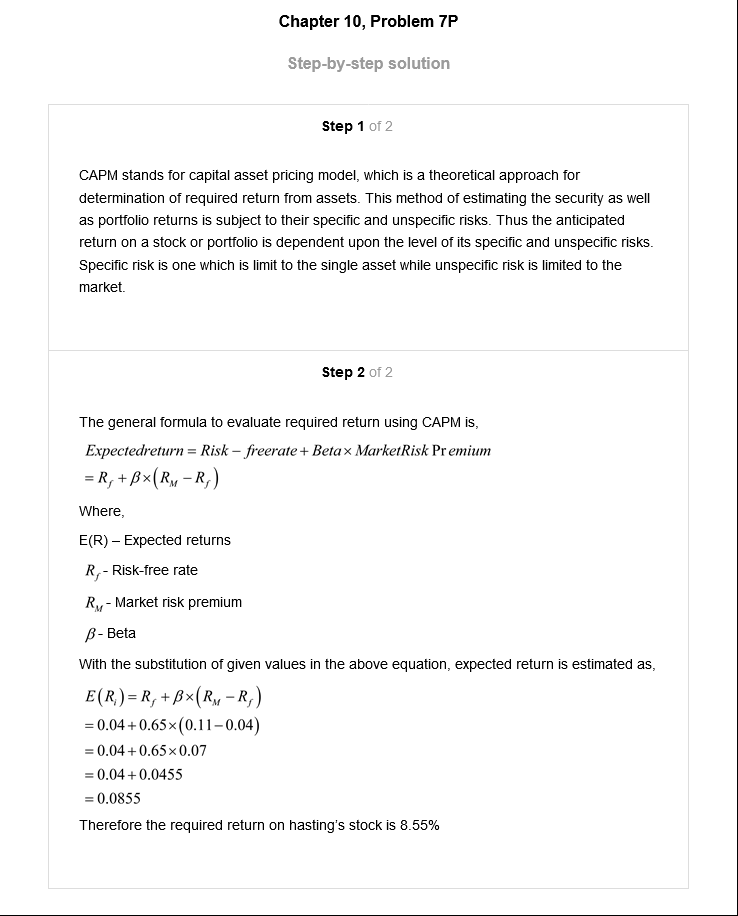 Chapter 10, Problem 7P
Step-by-step solution
Step 1 of 2
CAPM stands for capital asset pricing model, which is a theoretical approach for
determination of required return from assets. This method of estimating the security as well
as portfolio returns is subject to their specific and unspecific risks. Thus the anticipated
return on a stock or portfolio is dependent upon the level of its specific and unspecific risks.
Specific risk is one which is limit to the single asset while unspecific risk is limited to the
market.
Step 2 of 2
The general formula to evaluate required return using CAPM is,
Expectedreturn = Risk − freerate + Beta × MarketRisk Pr emium
= R_f + β × (R_M − R_f)
Where,
E(R) – Expected returns
R_f - Risk-free rate
R_M - Market risk premium
β - Beta
With the substitution of given values in the above equation, expected return is estimated as,
E(R_i) = R_f + β × (R_M − R_f)
= 0.04 + 0.65 × (0.11 − 0.04)
= 0.04 + 0.65 × 0.07
= 0.04 + 0.0455
= 0.0855
Therefore the required return on hasting's stock is 8.55%